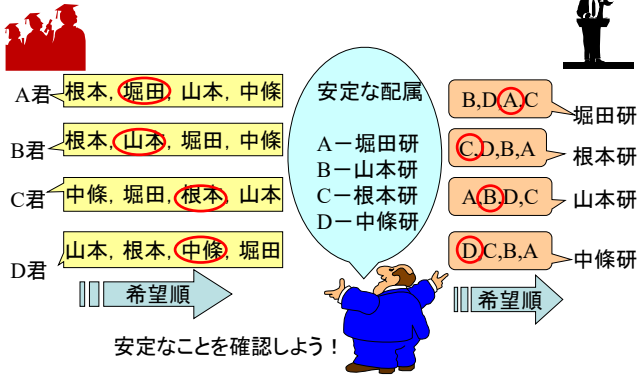 A君
根本, 堀田, 山本, 中條
B君
根本, 山本, 堀田, 中條
C君
中條, 堀田, 根本, 山本
D君
山本, 根本, 中條, 堀田
希望順
安定な配属
A－堀田研
B－山本研
C－根本研
D－中條研
B,D,A,C
堀田研
C,D,B,A
根本研
A,B,D,C
山本研
D,C,B,A
中條研
希望順
安定なことを確認しよう！